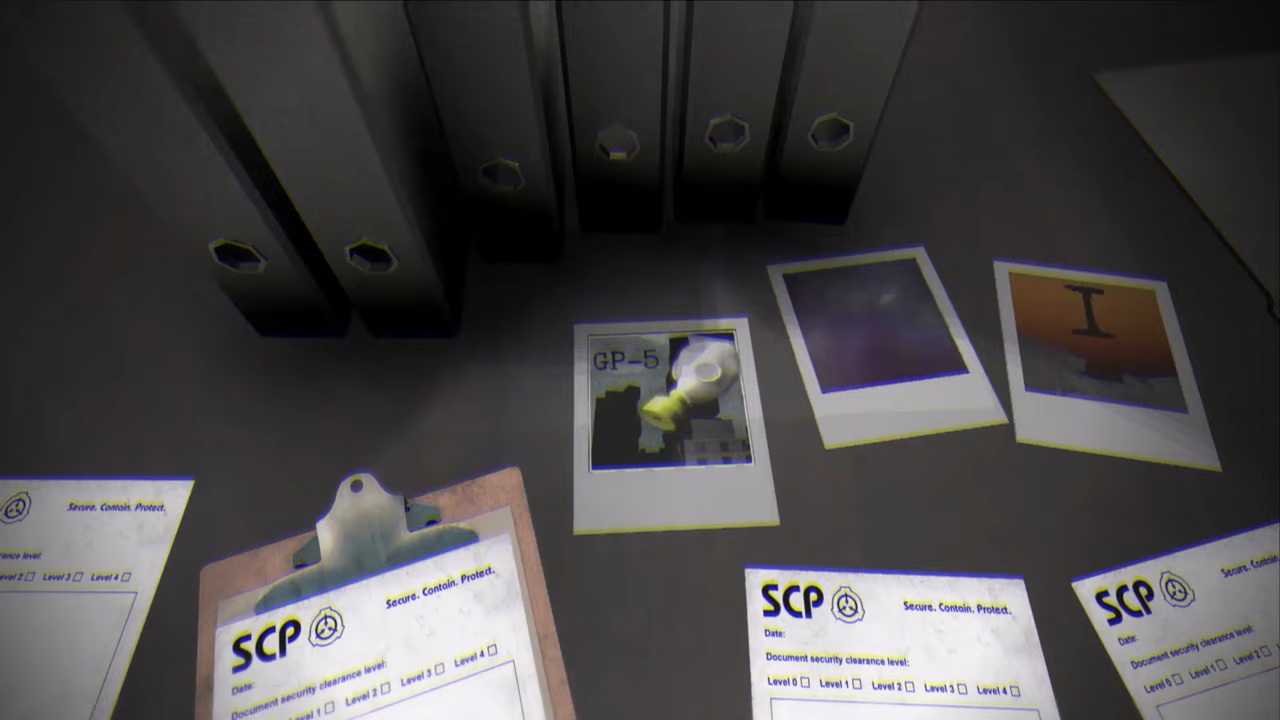 GP-5
I
Secure. Contain. Protect.
Level 2 Level 3 Level 4
SCP
Secure. Contain. Protect.
Date:
Document security clearance level:
Level 1 Level 2 Level 3 Level 4
SCP
Secure. Contain. Protect.
Date:
Document security clearance level:
Level 0 Level 1 Level 2 Level 3 Level 4
SCP
Secure. Conta
Date:
Document security clearance level:
Level 0 Level 1 Level 2